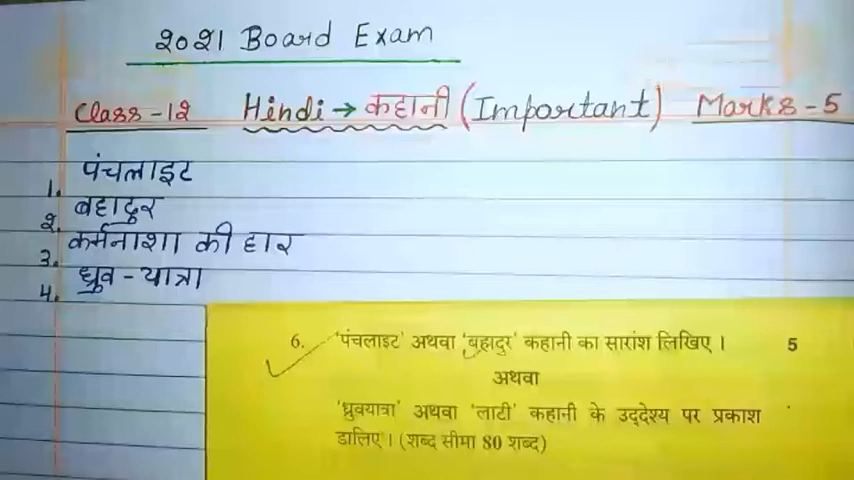 2021 Board Exam
Class-12 Hindi → कहानी (Important) Marks-5
1. पंचलाइट
2. बहादुर
3. कर्मनाशा की हार
4. ध्रुव-यात्रा
6. 'पंचलाइट' अथवा 'बहादुर' कहानी का सारांश लिखिए। 5
अथवा
'ध्रुवयात्रा' अथवा 'लाटी' कहानी के उद्देश्य पर प्रकाश
डालिए। (शब्द सीमा 80 शब्द)